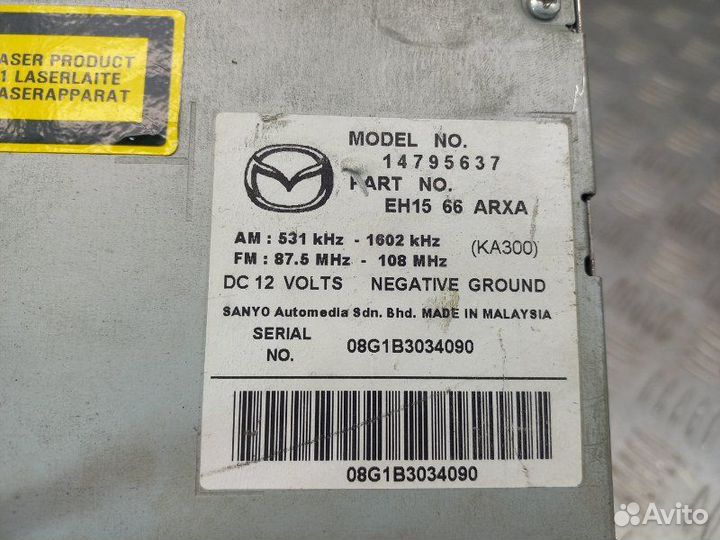 ASER PRODUCT
1 LASERLAITE
ASERAPPARAT
MODEL NO.
14795637
PART NO.
EH15 66 ARXA
AM : 531 kHz - 1602 kHz
(KA300)
FM : 87.5 MHz - 108 MHz
DC 12 VOLTS NEGATIVE GROUND
SANYO Automedia Sdn. Bhd. MADE IN MALAYSIA
SERIAL NO. 08G1B3034090
08G1B3034090
Avito